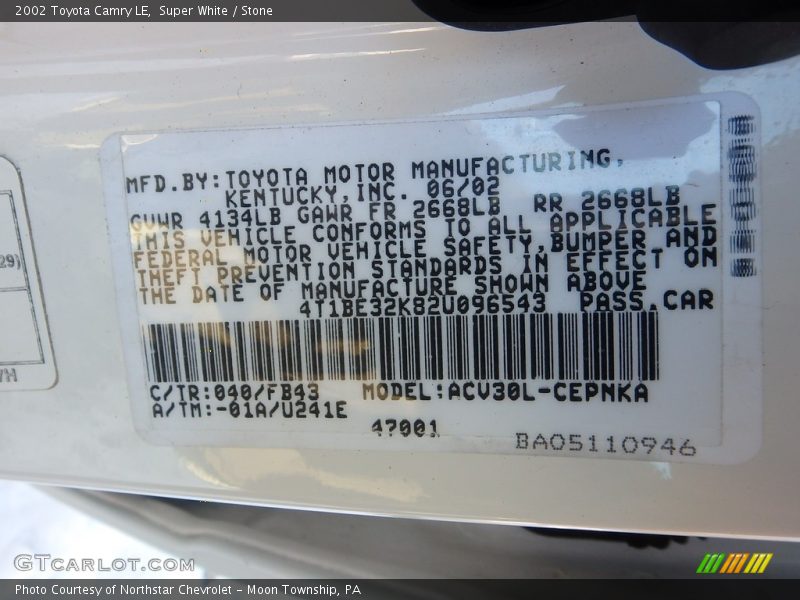 2002 Toyota Camry LE, Super White / Stone
MFD.BY:TOYOTA MOTOR MANUFACTURING,
KENTUCKY,INC. 06/02
GVWR 4134LB GAWR FR 2668LB RR 2668LB
THIS VEHICLE CONFORMS TO ALL APPLICABLE
FEDERAL MOTOR VEHICLE SAFETY,BUMPER AND
THEFT PREVENTION STANDARDS IN EFFECT ON
THE DATE OF MANUFACTURE SHOWN ABOVE
4T1BE32K82U096543 PASS.CAR
C/TR:040/FB43 MODEL:ACV30L-CEPNKA
A/TM:-01A/U241E
47001
BA05110946
29)
GTCARLOT.COM
Photo Courtesy of Northstar Chevrolet - Moon Township, PA